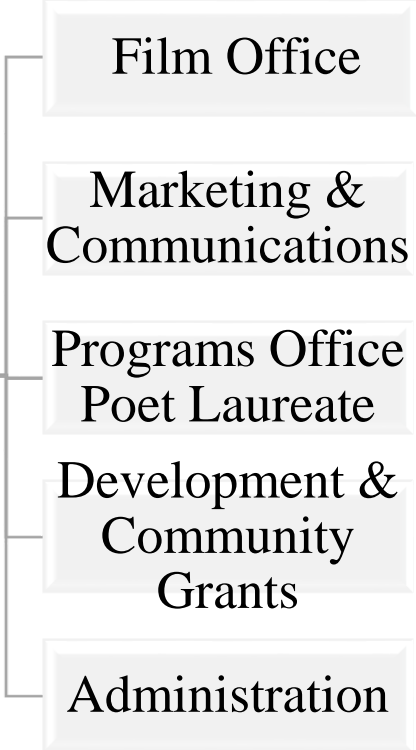 Film Office
Marketing &
Communications
Programs Office
Poet Laureate
Development &
Community
Grants
Administration